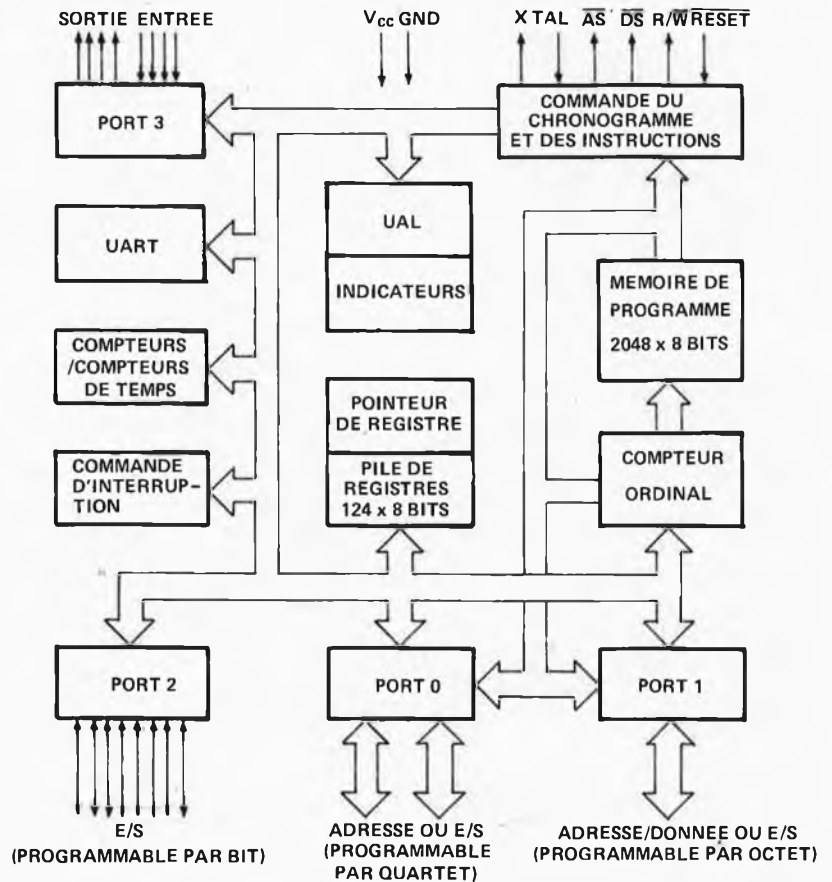 SORTIE ENTREE
Vcc GND
X TAL AS DS R/W RESET
PORT 3
COMMANDE DU
CHRONOGRAMME
ET DES INSTRUCTIONS
UART
UAL
INDICATEURS
MEMOIRE DE
PROGRAMME
2048 x 8 BITS
COMPTEURS
/COMPTEURS
DE TEMPS
POINTEUR
DE REGISTRE
COMMANDE
D'INTERRUP-
TION
PILE DE
REGISTRES
124 x 8 BITS
COMPTEUR
ORDINAL
PORT 2
PORT 0
PORT 1
E/S
(PROGRAMMABLE PAR BIT)
ADRESSE OU E/S
(PROGRAMMABLE
PAR QUARTET)
ADRESSE/DONNEE OU E/S
(PROGRAMMABLE PAR OCTET)